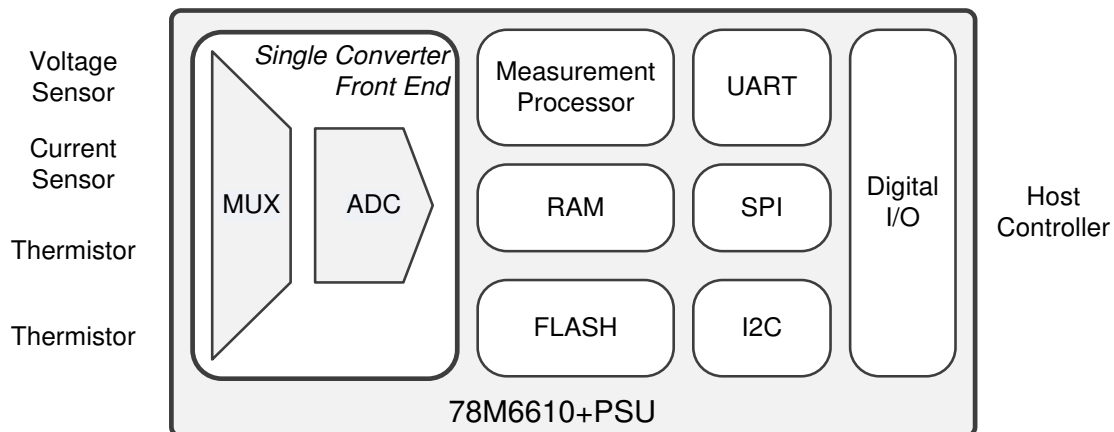 Voltage
Sensor
Current
Sensor
Thermistor
Thermistor
Single Converter
Front End
MUX
ADC
Measurement
Processor
UART
RAM
SPI
FLASH
I2C
Digital
I/O
Host
Controller
78M6610+PSU